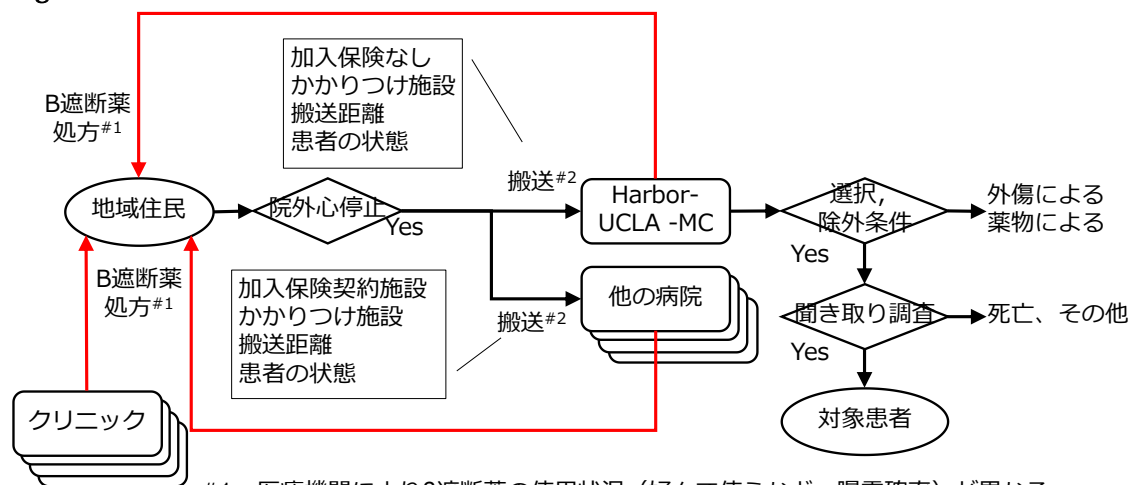 加入保険なし
かかりつけ施設
搬送距離
患者の状態
B遮断薬
処方#1
地域住民
院外心停止
Yes
搬送#2
Harbor-
UCLA -MC
選択,
除外条件
外傷による
薬物による
Yes
B遮断薬
処方#1
加入保険契約施設
かかりつけ施設
搬送距離
患者の状態
搬送#2
他の病院
聞き取り調査
死亡、その他
Yes
クリニック
対象患者